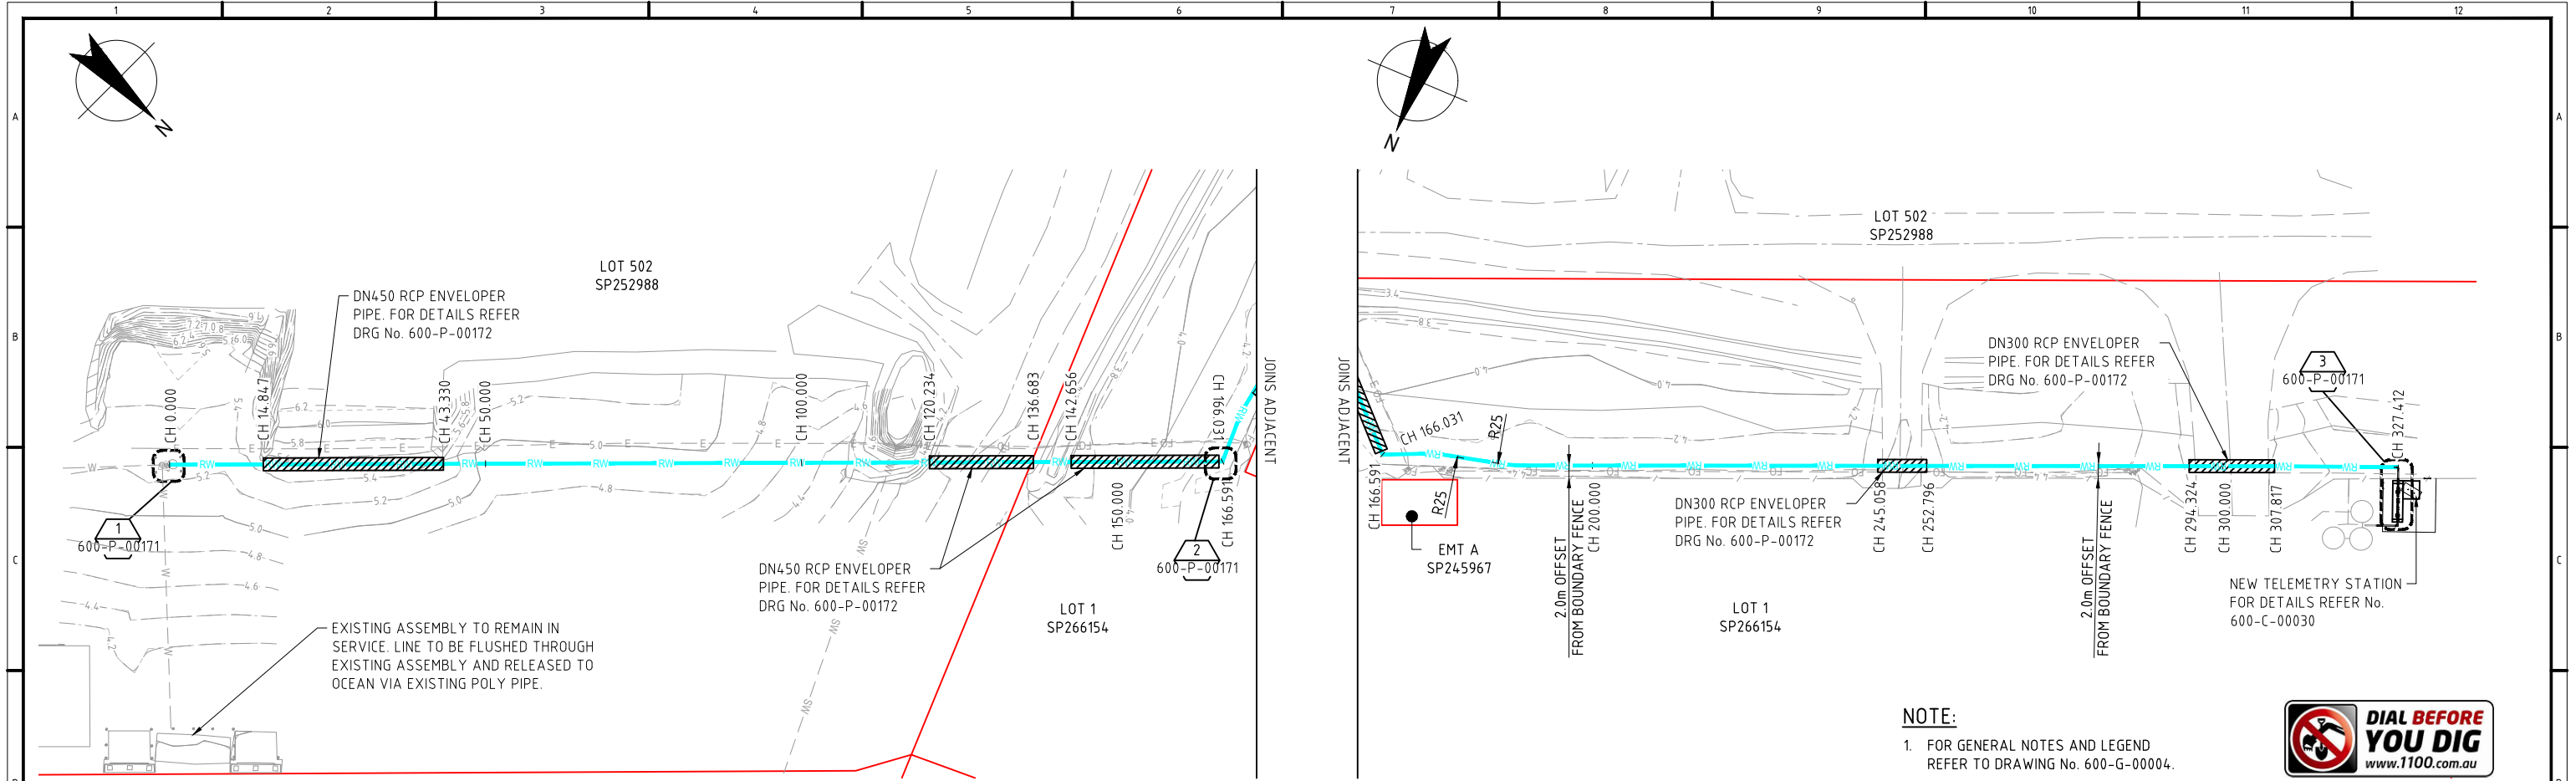 1 2 3 4 5 6 7 8 9 10 11 12
A
A
B
B
C
C
N
N
LOT 502
SP252988
DN450 RCP ENVELOPER
PIPE. FOR DETAILS REFER
DRG No. 600-P-00172
CH 0.000
CH 14.847
CH 43.330
CH 50.000
CH 100.000
CH 120.234
CH 136.683
CH 142.656
CH 150.000
CH 166.031
CH 166.591
JOINS ADJACENT
1
600-P-00171
2
600-P-00171
DN450 RCP ENVELOPER
PIPE. FOR DETAILS REFER
DRG No. 600-P-00172
LOT 1
SP266154
EXISTING ASSEMBLY TO REMAIN IN
SERVICE. LINE TO BE FLUSHED THROUGH
EXISTING ASSEMBLY AND RELEASED TO
OCEAN VIA EXISTING POLY PIPE.
LOT 502
SP252988
JOINS ADJACENT
CH 166.031
CH 166.591
R25
R25
EMT A
SP245967
2.0m OFFSET
FROM BOUNDARY FENCE
CH 200.000
DN300 RCP ENVELOPER
PIPE. FOR DETAILS REFER
DRG No. 600-P-00172
CH 245.058
CH 252.796
LOT 1
SP266154
2.0m OFFSET
FROM BOUNDARY FENCE
DN300 RCP ENVELOPER
PIPE. FOR DETAILS REFER
DRG No. 600-P-00172
CH 294.324
CH 300.000
CH 307.817
3
600-P-00171
CH 327.412
NEW TELEMETRY STATION
FOR DETAILS REFER No.
600-C-00030
NOTE:
1. FOR GENERAL NOTES AND LEGEND
REFER TO DRAWING No. 600-G-00004.
DIAL BEFORE
YOU DIG
www.1100.com.au